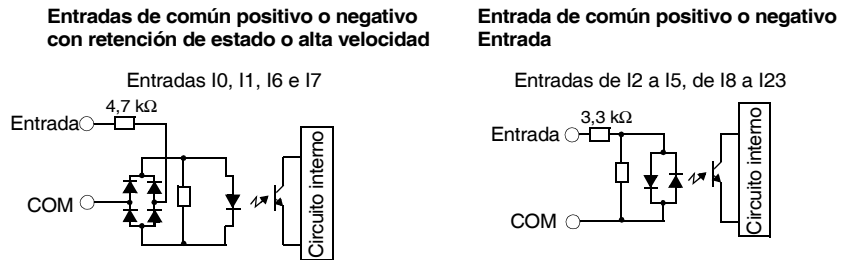 Entradas de común positivo o negativo
con retención de estado o alta velocidad
Entradas I0, I1, I6 e I7
4,7 kΩ
Entrada
COM
Circuito interno
Entrada de común positivo o negativo
Entrada
Entradas de I2 a I5, de I8 a I23
3,3 kΩ
Entrada
COM
Circuito interno